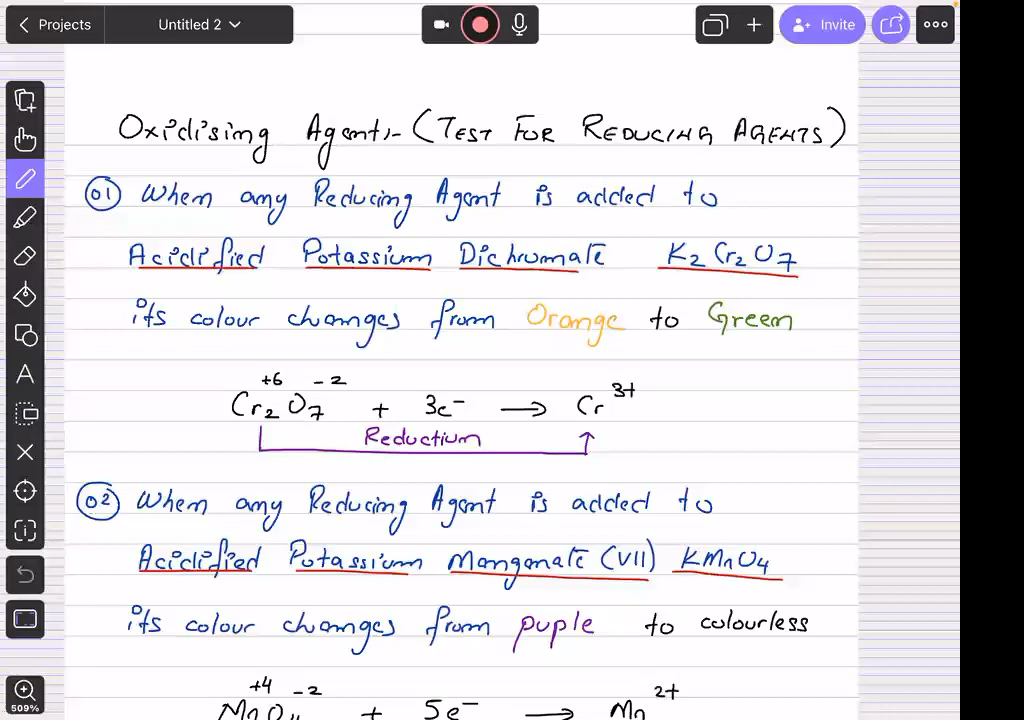 Projects
Untitled 2
Invite
Oxidising Agent:- (TEST FOR REDUCING AGENTS)
01 When any Reducing Agent is added to
Acidified Potassium Dichromate K2Cr2O7
its colour changes from Orange to Green
+6 -2
Cr2O7 + 3e⁻ → Cr³⁺
Reduction
02 When any Reducing Agent is added to
Acidified Potassium Manganate (VII) KMnO4
its colour changes from puple to colourless
+4 -2
MnO4 + 5e⁻ → Mn²⁺
509%